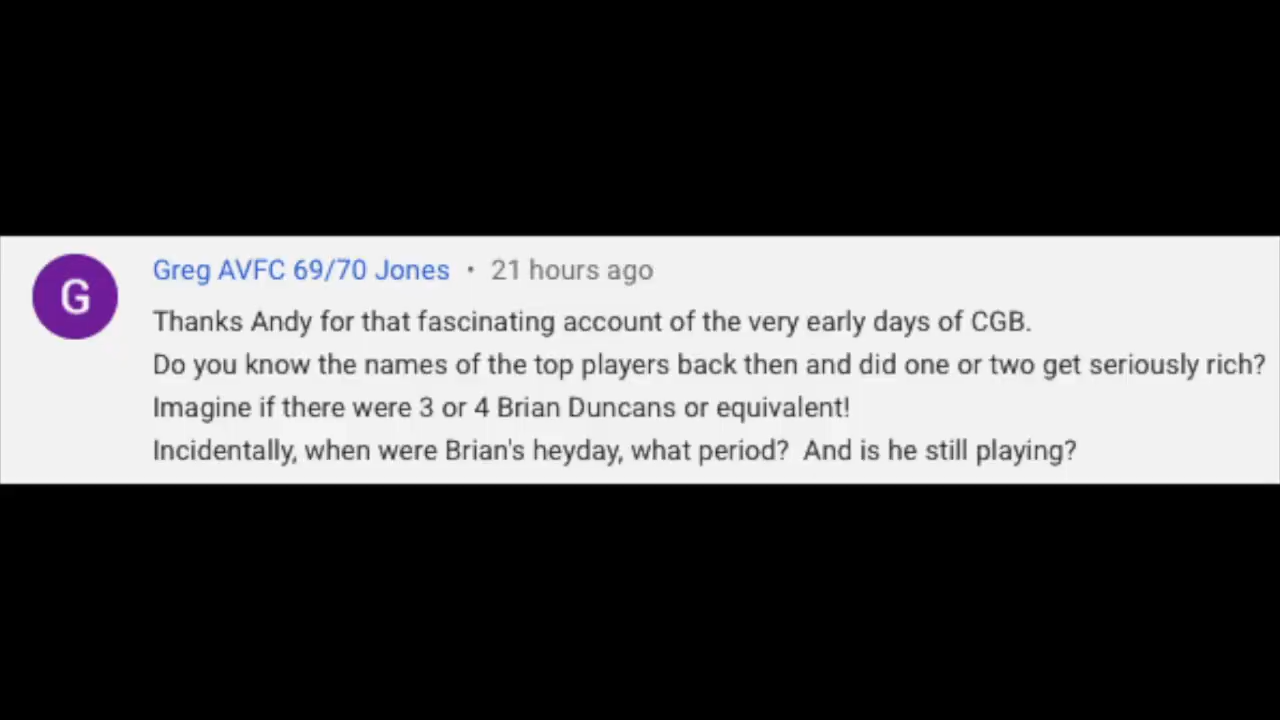 G
Greg AVFC 69/70 Jones • 21 hours ago
Thanks Andy for that fascinating account of the very early days of CGB.
Do you know the names of the top players back then and did one or two get seriously rich?
Imagine if there were 3 or 4 Brian Duncans or equivalent!
Incidentally, when were Brian's heyday, what period?  And is he still playing?